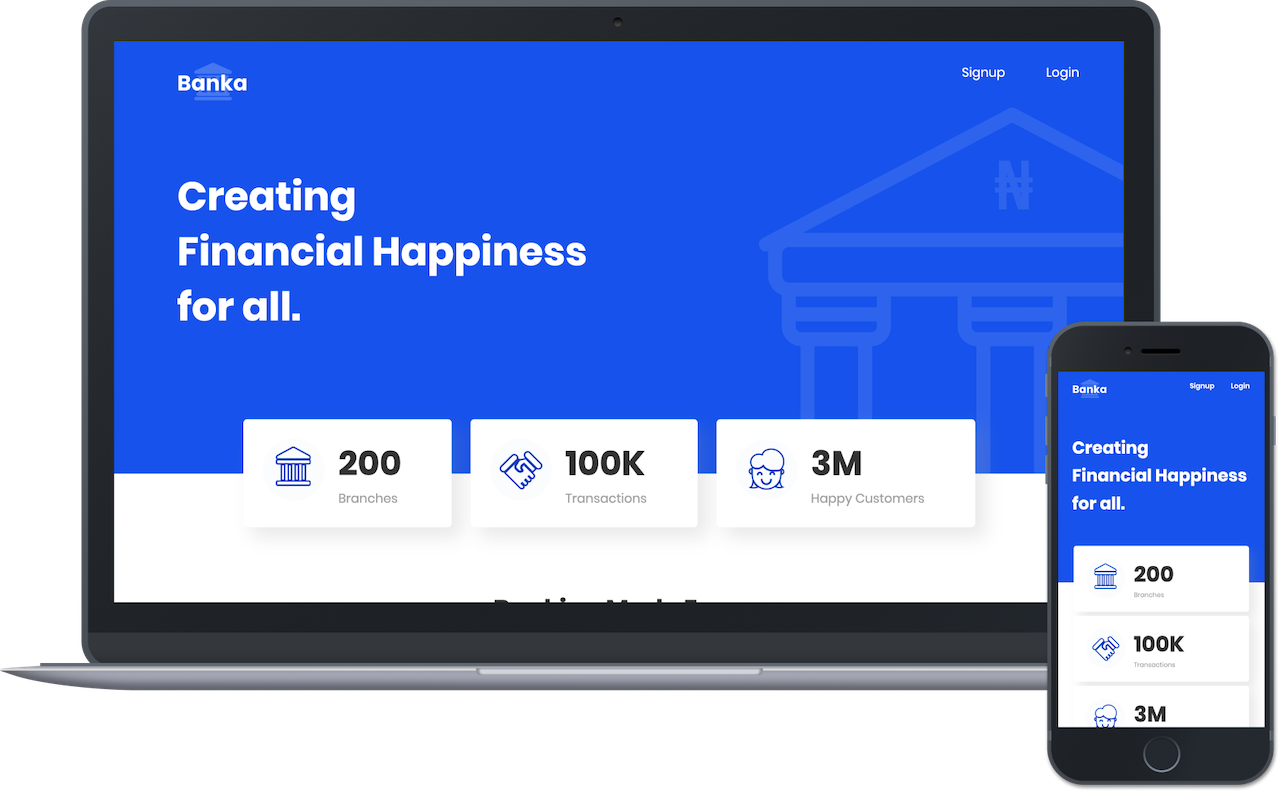 Banka
Signup
Login
Creating
Financial Happiness
for all.
₦
200
Branches
100K
Transactions
3M
Happy Customers
Banka
Signup
Login
Creating
Financial Happiness
for all.
200
Branches
100K
Transactions
3M